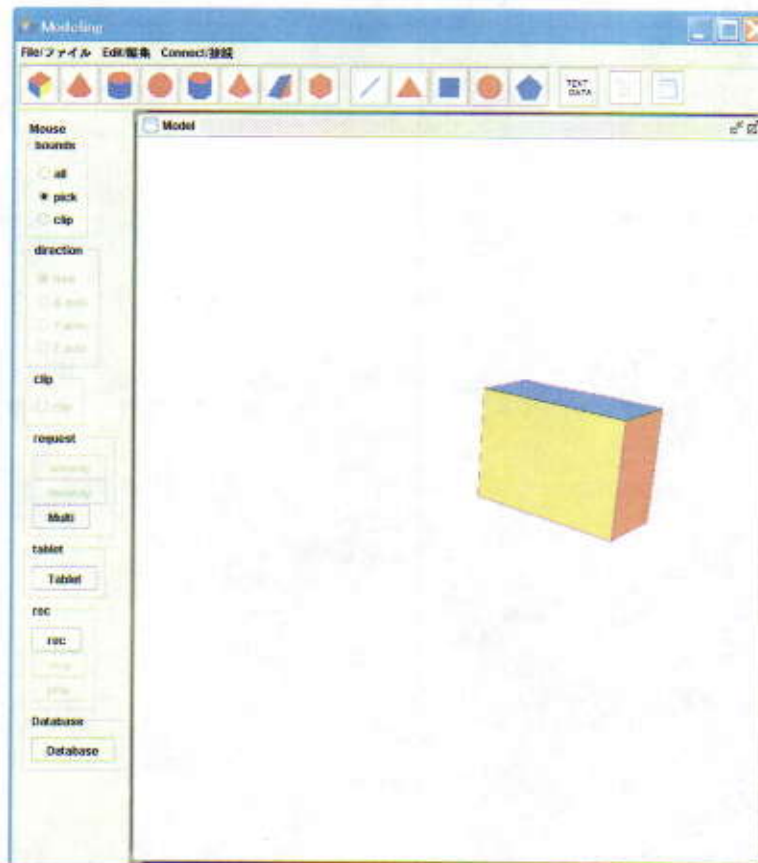 Modeling
File/ファイル Edit/編集 Connect/接続
TEXT DATA
Model
Mouse
bounds
all
pick
clip
direction
clip
request
Multi
tablet
Tablet
rec
rec
Database
Database